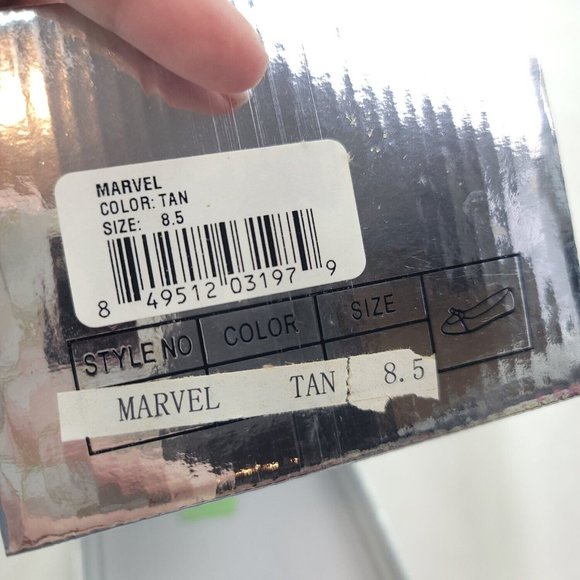 MARVEL
COLOR: TAN
SIZE: 8.5
8 49512 03197 9
STYLE NO COLOR SIZE
MARVEL TAN 8.5